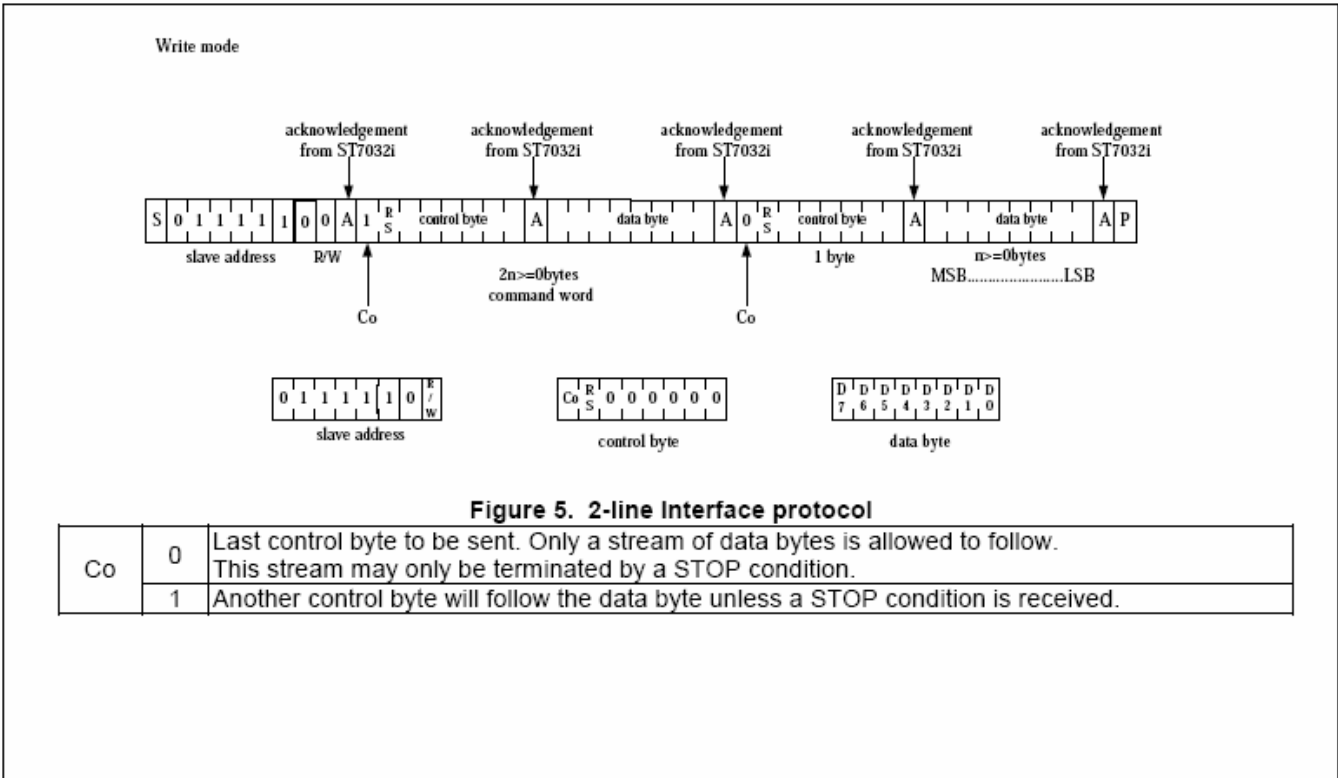 Write mode
acknowledgement acknowledgement acknowledgement acknowledgement acknowledgement
from ST7032i from ST7032i from ST7032i from ST7032i from ST7032i
S 0 1 1 1 1 1 0 0 A 1 RS control byte A data byte A 0 RS control byte A data byte A P
slave address R/W 2n>=0bytes 1 byte n>=0bytes
command word MSB........................LSB
Co Co
0 1 1 1 1 1 0 R/W Co RS 0 0 0 0 0 0 D7 D6 D5 D4 D3 D2 D1 D0
slave address control byte data byte
Figure 5. 2-line Interface protocol
Co 0 Last control byte to be sent. Only a stream of data bytes is allowed to follow.
This stream may only be terminated by a STOP condition.
1 Another control byte will follow the data byte unless a STOP condition is received.